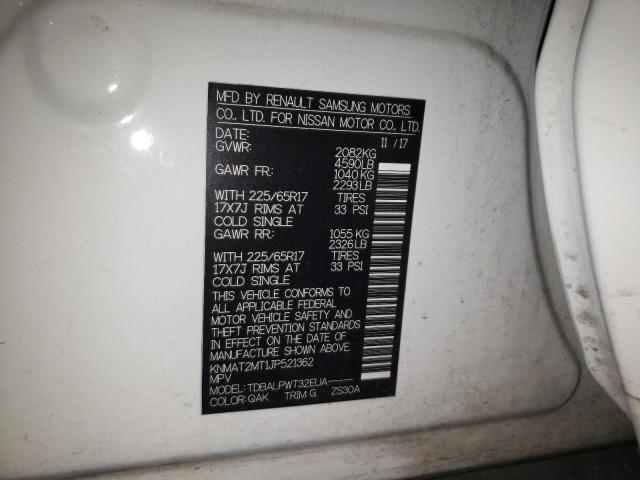 MFD BY RENAULT SAMSUNG MOTORS
CO., LTD. FOR NISSAN MOTOR CO., LTD.
DATE: 11 /17
GVWR: 2082KG
4590LB
GAWR FR: 1040KG
2293LB
WITH 225/65R17 TIRES
17X7J RIMS AT 33 PSI
COLD SINGLE
GAWR RR: 1055 KG
2326LB
WITH 225/65R17 TIRES
17X7J RIMS AT 33 PSI
COLD SINGLE
THIS VEHICLE CONFORMS TO
ALL APPLICABLE FEDERAL
MOTOR VEHICLE SAFETY AND
THEFT PREVENTION STANDARDS
IN EFFECT ON THE DATE OF
MANUFACTURE SHOWN ABOVE.
KNMAT2MT1JP521362
MPV
MODEL: TDBALPWT32EUA-----
COLOR: QAK TRIM G ZS30A